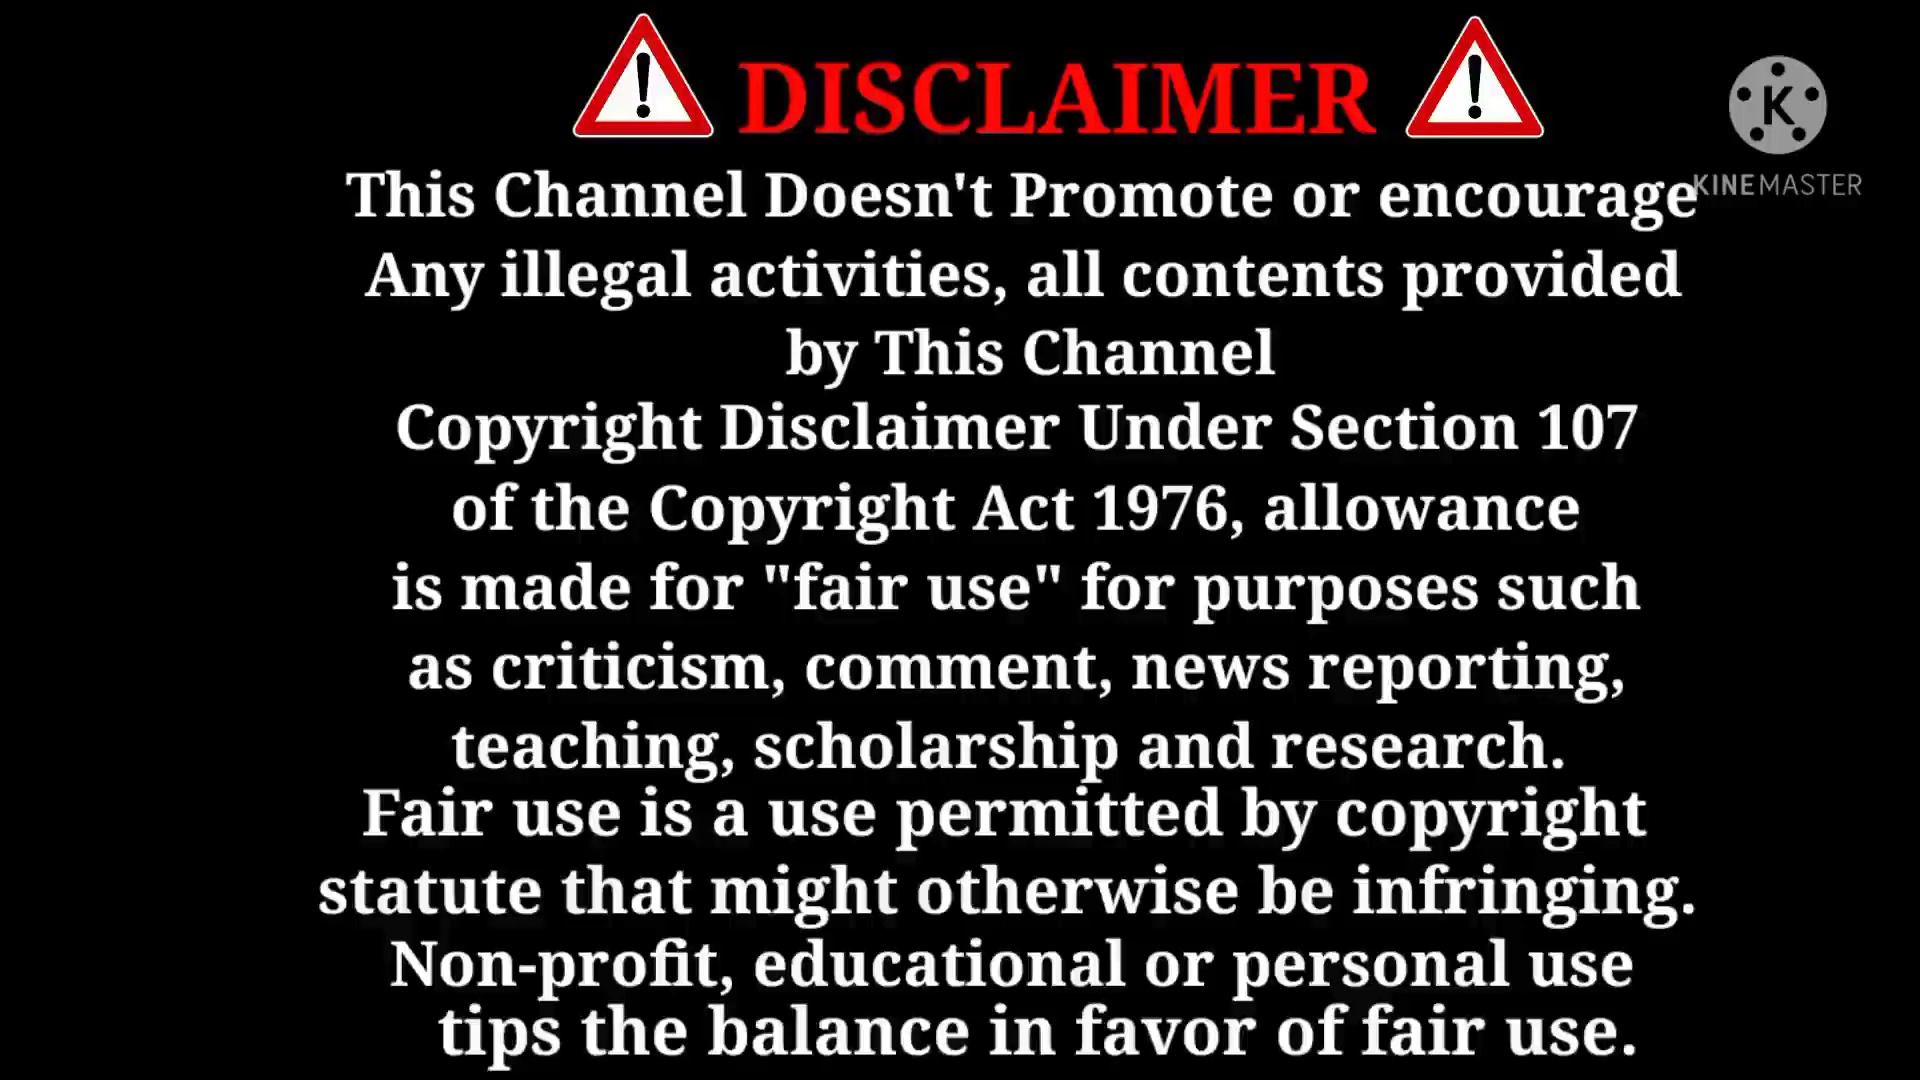 DISCLAIMER
This Channel Doesn't Promote or encourage
Any illegal activities, all contents provided
by This Channel
Copyright Disclaimer Under Section 107
of the Copyright Act 1976, allowance
is made for "fair use" for purposes such
as criticism, comment, news reporting,
teaching, scholarship and research.
Fair use is a use permitted by copyright
statute that might otherwise be infringing.
Non-profit, educational or personal use
tips the balance in favor of fair use.
K
KINEMASTER